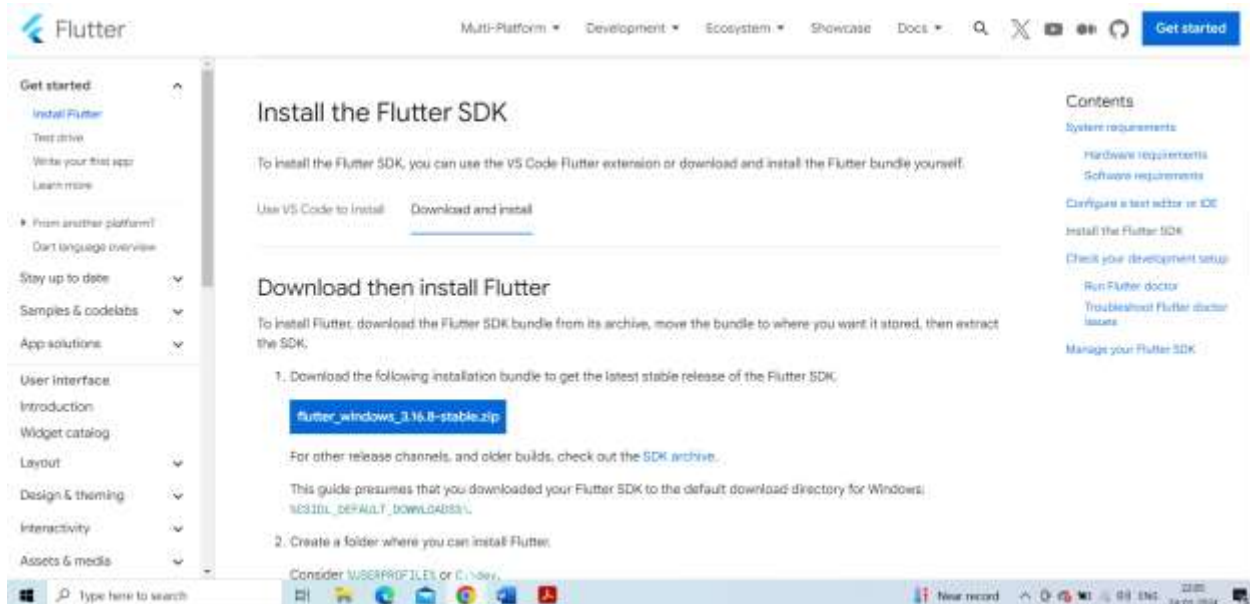 Flutter
Multi-Platform
Development
Ecosystem
Showcase
Docs
Get started
Get started
Install Flutter
Test drive
Write your first app
Learn more
From another platform?
Dart language overview
Stay up to date
Samples & codelabs
App solutions
User interface
Introduction
Widget catalog
Layout
Design & theming
Interactivity
Assets & media
Install the Flutter SDK
To install the Flutter SDK, you can use the VS Code Flutter extension or download and install the Flutter bundle yourself.
Use VS Code to install
Download and install
Download then install Flutter
To install Flutter, download the Flutter SDK bundle from its archive, move the bundle to where you want it stored, then extract
the SDK.
1. Download the following installation bundle to get the latest stable release of the Flutter SDK.
flutter_windows_3.16.8-stable.zip
For other release channels, and older builds, check out the SDK archive.
This guide presumes that you downloaded your Flutter SDK to the default download directory for Windows:
%CSIDL_DEFAULT_DOWNLOADS%\.
2. Create a folder where you can install Flutter.
Consider %USERPROFILE% or C:\dev.
Contents
System requirements
Hardware requirements
Software requirements
Configure a text editor or IDE
Install the Flutter SDK
Check your development setup
Run Flutter doctor
Troubleshoot Flutter doctor
issues
Manage your Flutter SDK
Type here to search
Near record
ENG